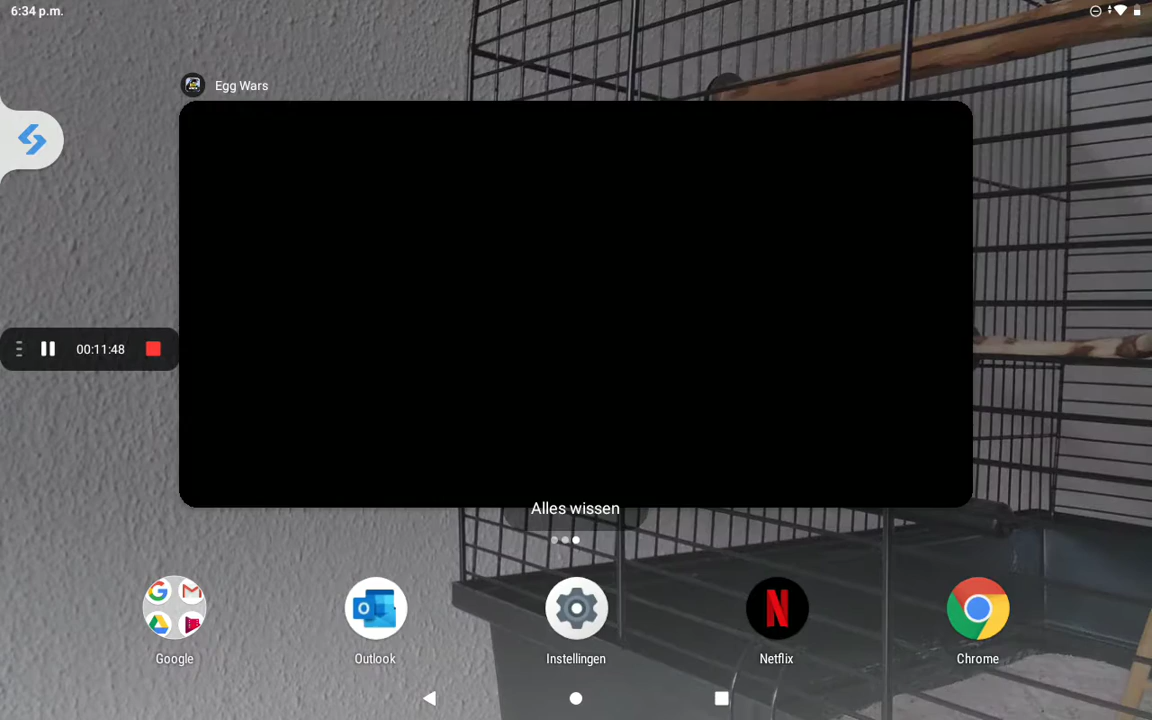 6:34 p.m.
Egg Wars
00:11:48
Alles wissen
Google
Outlook
Instellingen
Netflix
Chrome